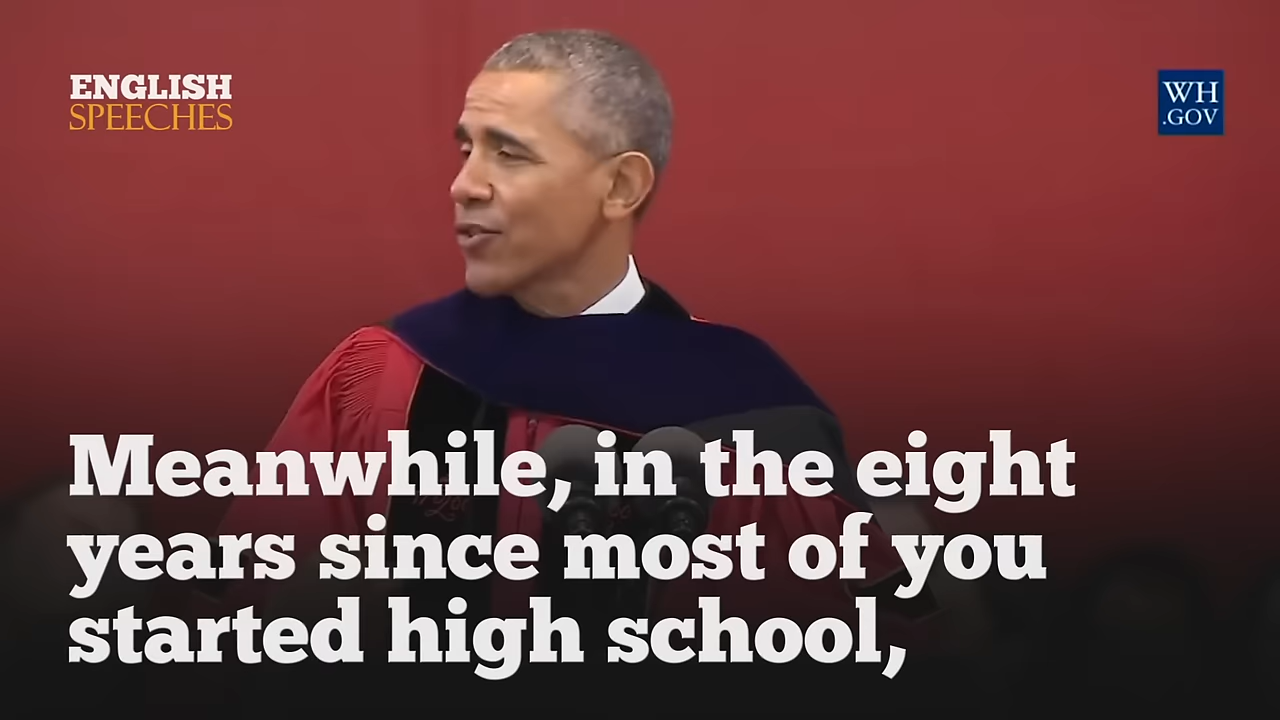 ENGLISH
SPEECHES
WH
.GOV
Meanwhile, in the eight
years since most of you
started high school,